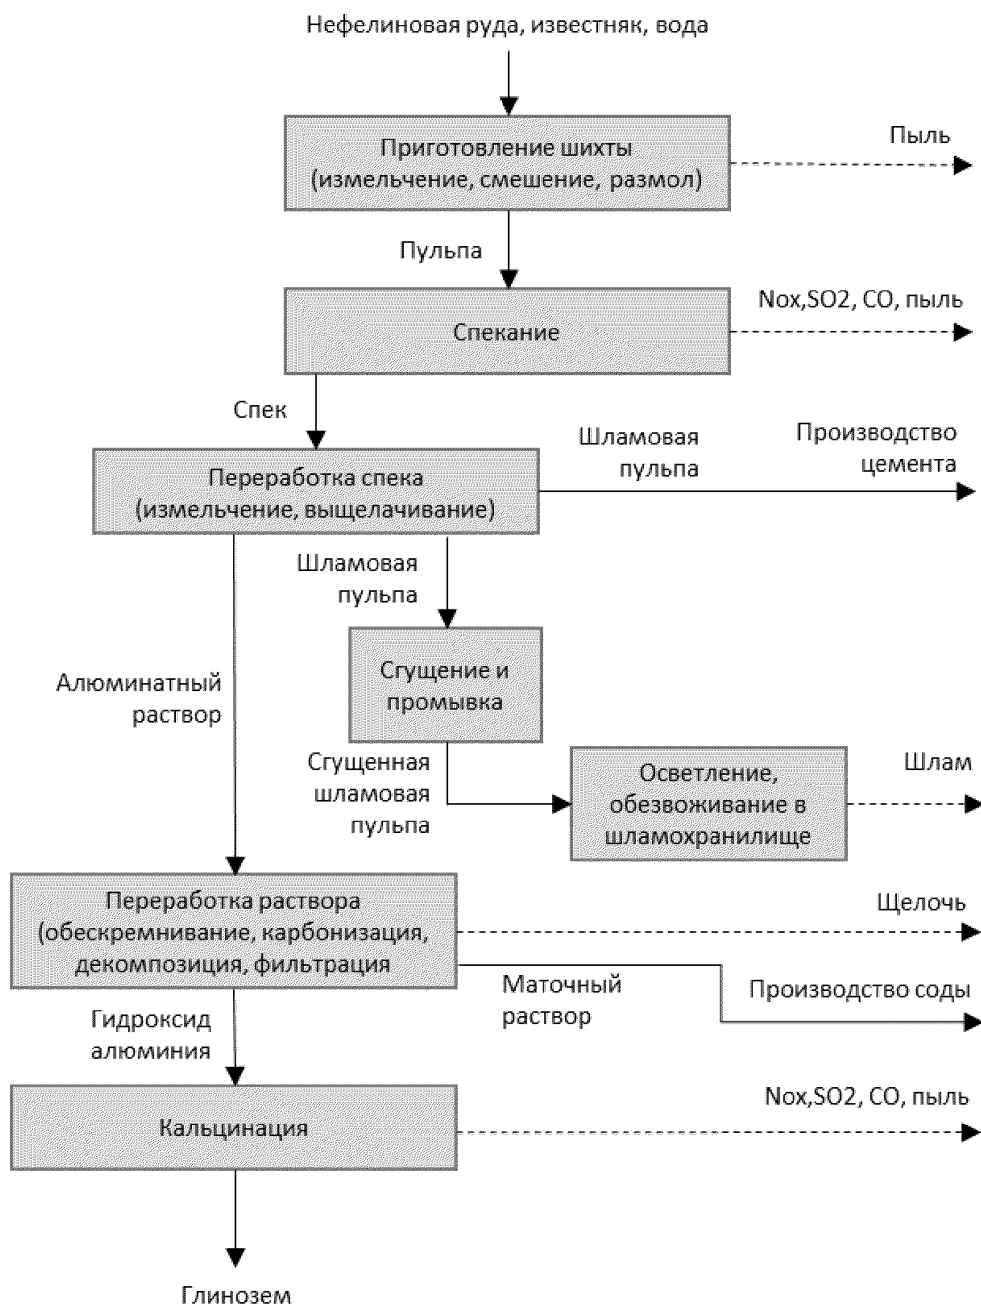 Нефелиновая руда, известняк, вода
Приготовление шихты
(измельчение, смешение, размол)
Пыль
Пульпа
Спекание
Nox,SO2, CO, пыль
Спек
Переработка спека
(измельчение, выщелачивание)
Шламовая
пульпа
Производство
цемента
Шламовая
пульпа
Сгущение и
промывка
Алюминатный
раствор
Сгущенная
шламовая
пульпа
Осветление,
обезвоживание в
шламохранилище
Шлам
Переработка раствора
(обескремнивание, карбонизация,
декомпозиция, фильтрация
Щелочь
Маточный
раствор
Производство соды
Гидроксид
алюминия
Кальцинация
Nox,SO2, CO, пыль
Глинозем